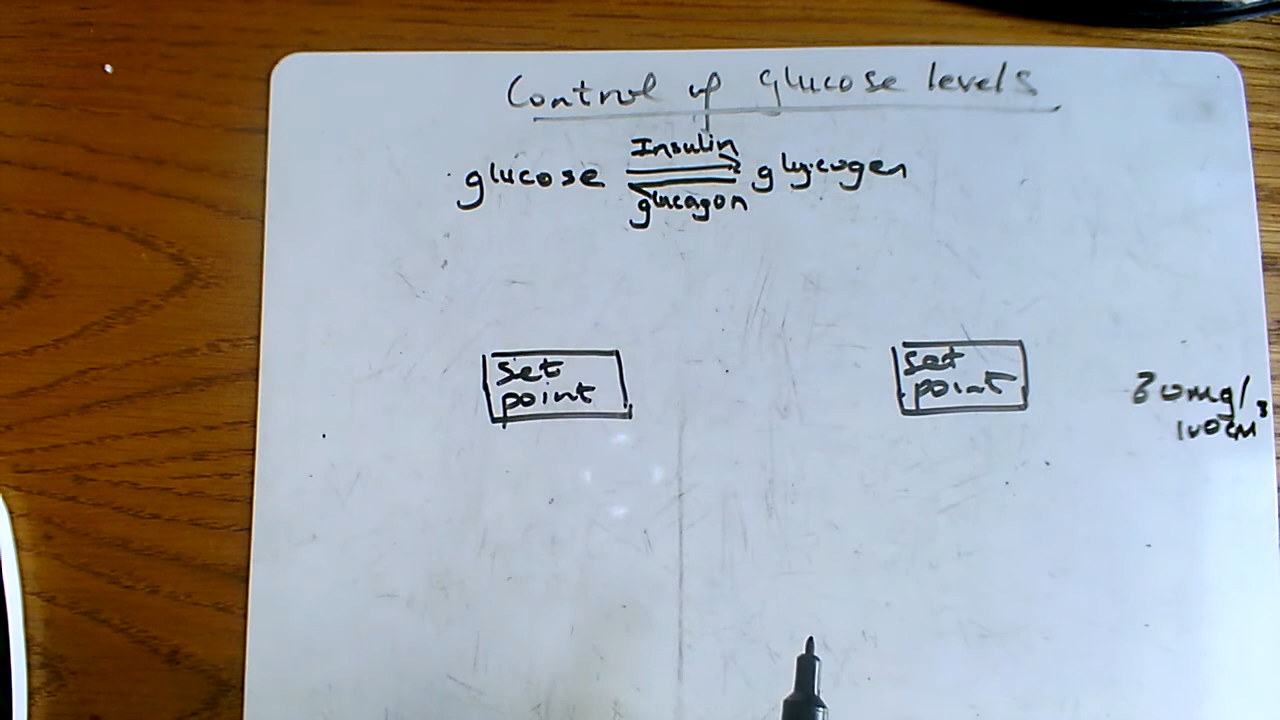 Control of glucose levels
Insulin
glucose ⇌ glycogen
glucagon
set
point
set
point
80mg/
100cm³